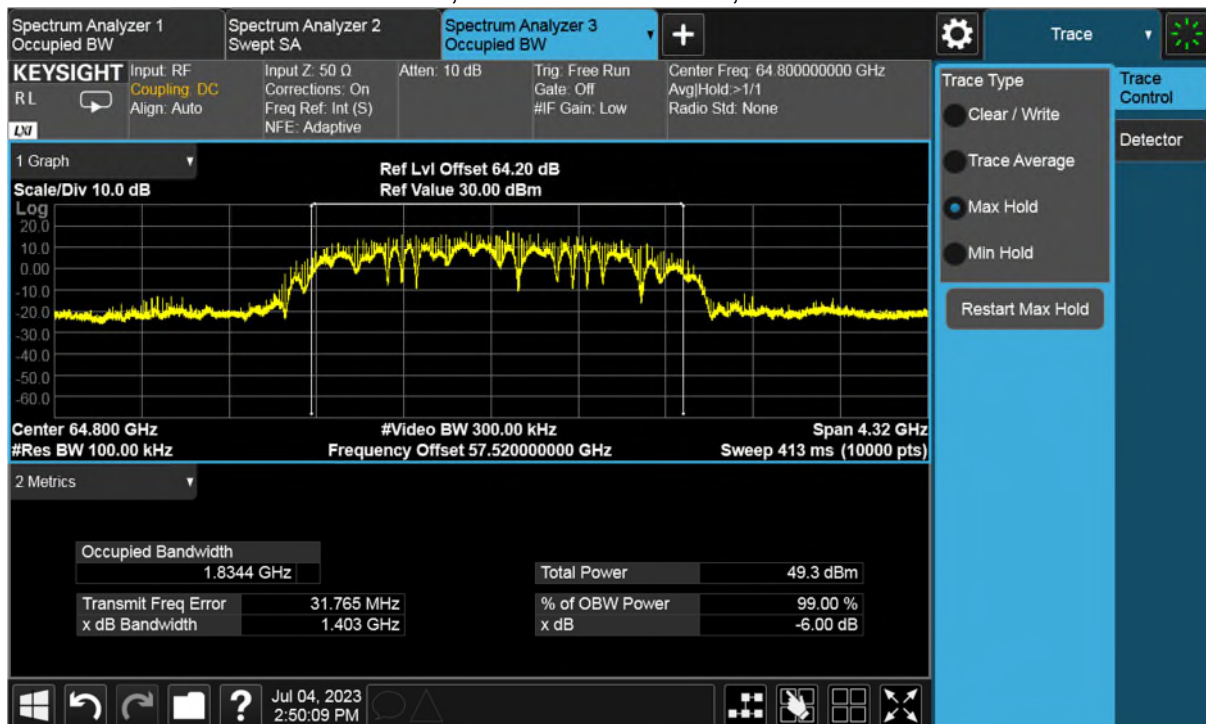 Spectrum Analyzer 1
Occupied BW
Spectrum Analyzer 2
Swept SA
Spectrum Analyzer 3
Occupied BW
Trace
KEYSIGHT
RL
LXI
Input: RF
Coupling: DC
Align: Auto
Input Z: 50 Ω
Corrections: On
Freq Ref: Int (S)
NFE: Adaptive
Atten: 10 dB
Trig: Free Run
Gate: Off
#IF Gain: Low
Center Freq: 64.800000000 GHz
Avg|Hold:>1/1
Radio Std: None
Trace Type
Clear / Write
Trace Average
Max Hold
Min Hold
Restart Max Hold
Trace
Control
Detector
1 Graph
Scale/Div 10.0 dB
Ref Lvl Offset 64.20 dB
Ref Value 30.00 dBm
Log
20.0
10.0
0.00
-10.0
-20.0
-30.0
-40.0
-50.0
-60.0
Center 64.800 GHz
#Video BW 300.00 kHz
Span 4.32 GHz
#Res BW 100.00 kHz
Frequency Offset 57.520000000 GHz
Sweep 413 ms (10000 pts)
2 Metrics
Occupied Bandwidth
1.8344 GHz
Total Power 49.3 dBm
Transmit Freq Error 31.765 MHz
% of OBW Power 99.00 %
x dB Bandwidth 1.403 GHz
x dB -6.00 dB
?
Jul 04, 2023
2:50:09 PM